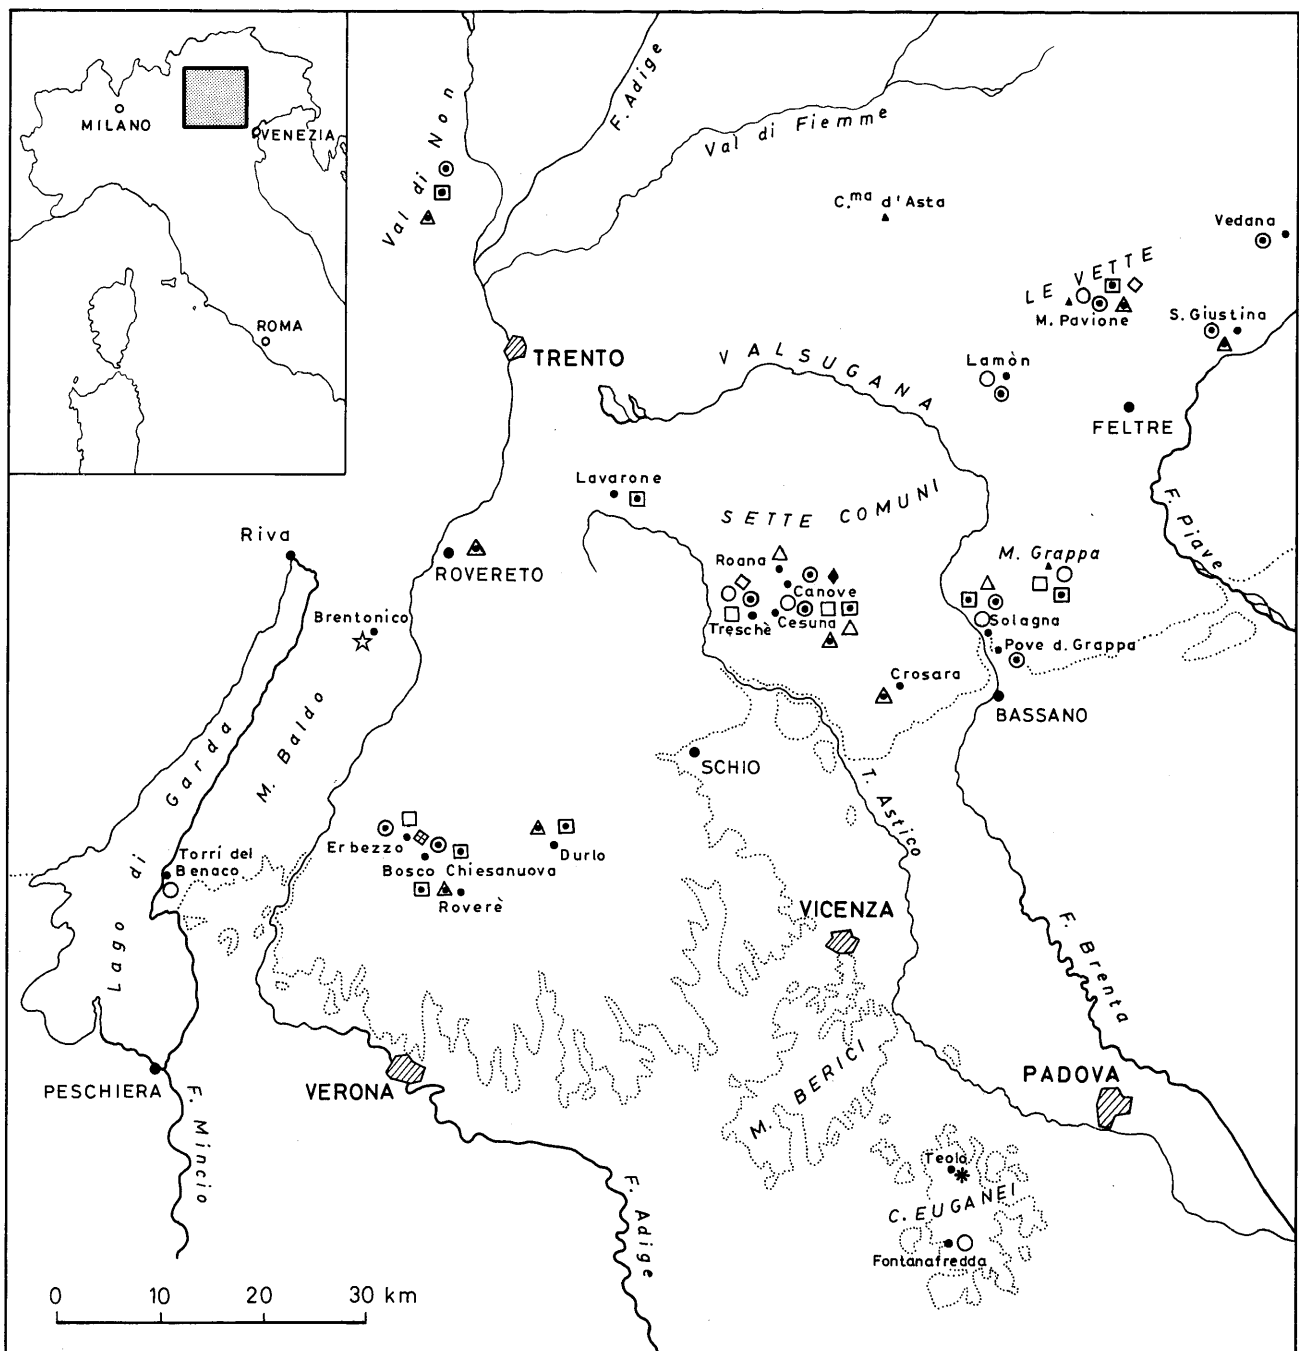 MILANO
VENEZIA
ROMA
Val di Non
F. Adige
Val di Fiemme
C.ma d'Asta
Vedana
LE VETTE
M. Pavione
S. Giustina
TRENTO
VALSUGANA
Lamòn
FELTRE
Lavarone
SETTE COMUNI
F. Piave
Riva
ROVERETO
Roana
M. Grappa
Canove
Brentonico
Treschè
Cesuna
Solagna
Pove d. Grappa
Crosara
BASSANO
M. Baldo
SCHIO
T. Astico
Lago di Garda
Erbezzo
Bosco Chiesanuova
Durlo
Torri del
Benaco
Roverè
VICENZA
F. Brenta
M. BERICI
PESCHIERA
VERONA
PADOVA
F. Mincio
Teolo
C. EUGANEI
F. Adige
Fontanafredda
0 10 20 30 km